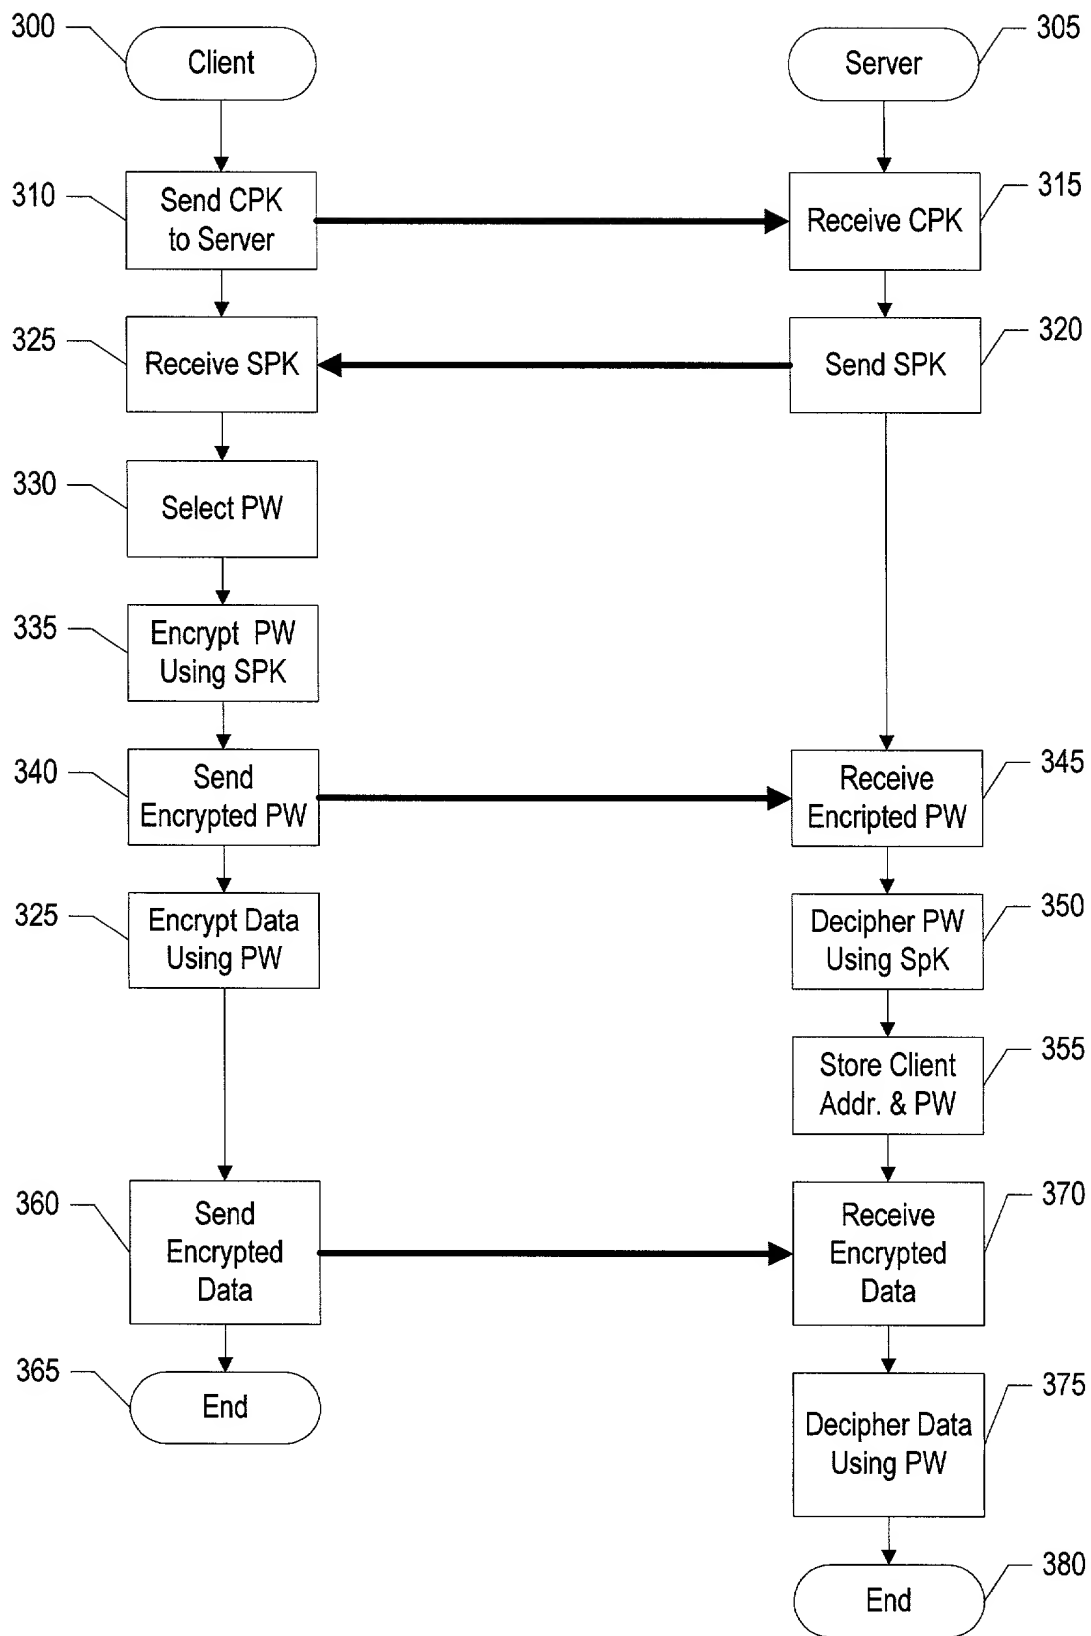 300
Client
305
Server
310
Send CPK
to Server
315
Receive CPK
325
Receive SPK
320
Send SPK
330
Select PW
335
Encrypt PW
Using SPK
340
Send
Encrypted PW
345
Receive
Encripted PW
325
Encrypt Data
Using PW
350
Decipher PW
Using SpK
355
Store Client
Addr. & PW
360
Send
Encrypted
Data
370
Receive
Encrypted
Data
365
End
375
Decipher Data
Using PW
380
End